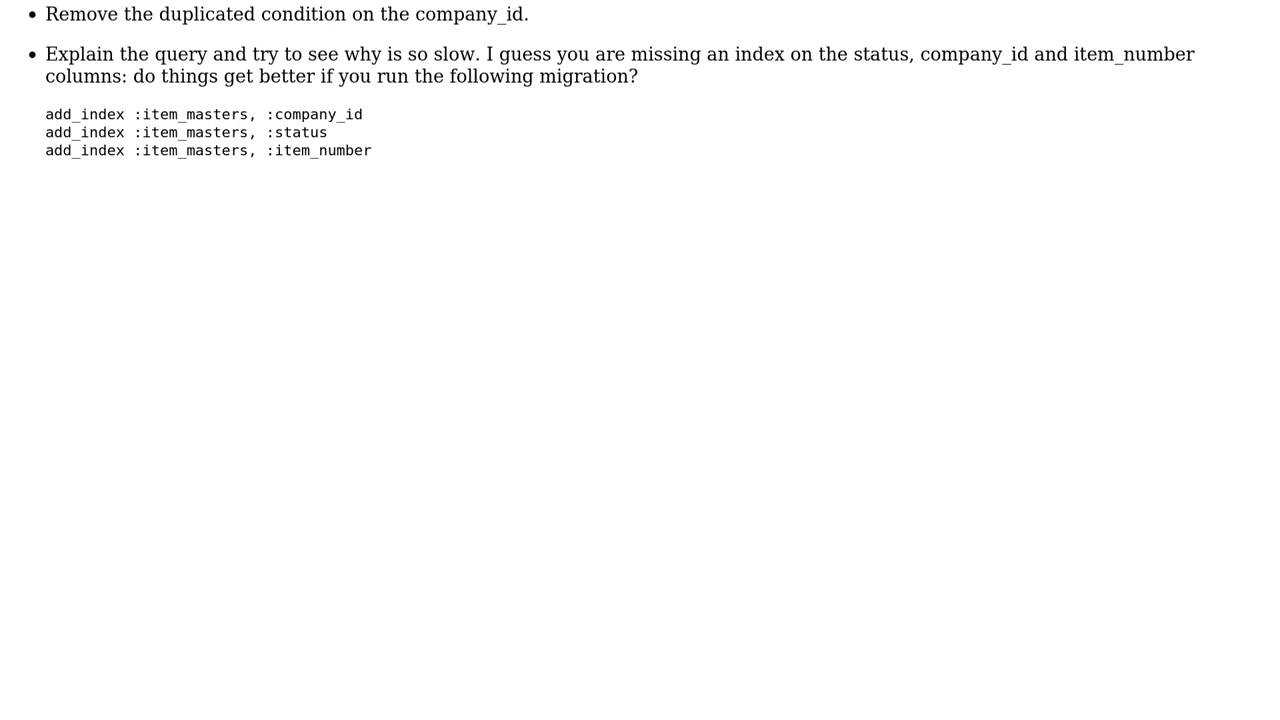 • Remove the duplicated condition on the company_id.
• Explain the query and try to see why is so slow. I guess you are missing an index on the status, company_id and item_number
columns: do things get better if you run the following migration?
add_index :item_masters, :company_id
add_index :item_masters, :status
add_index :item_masters, :item_number